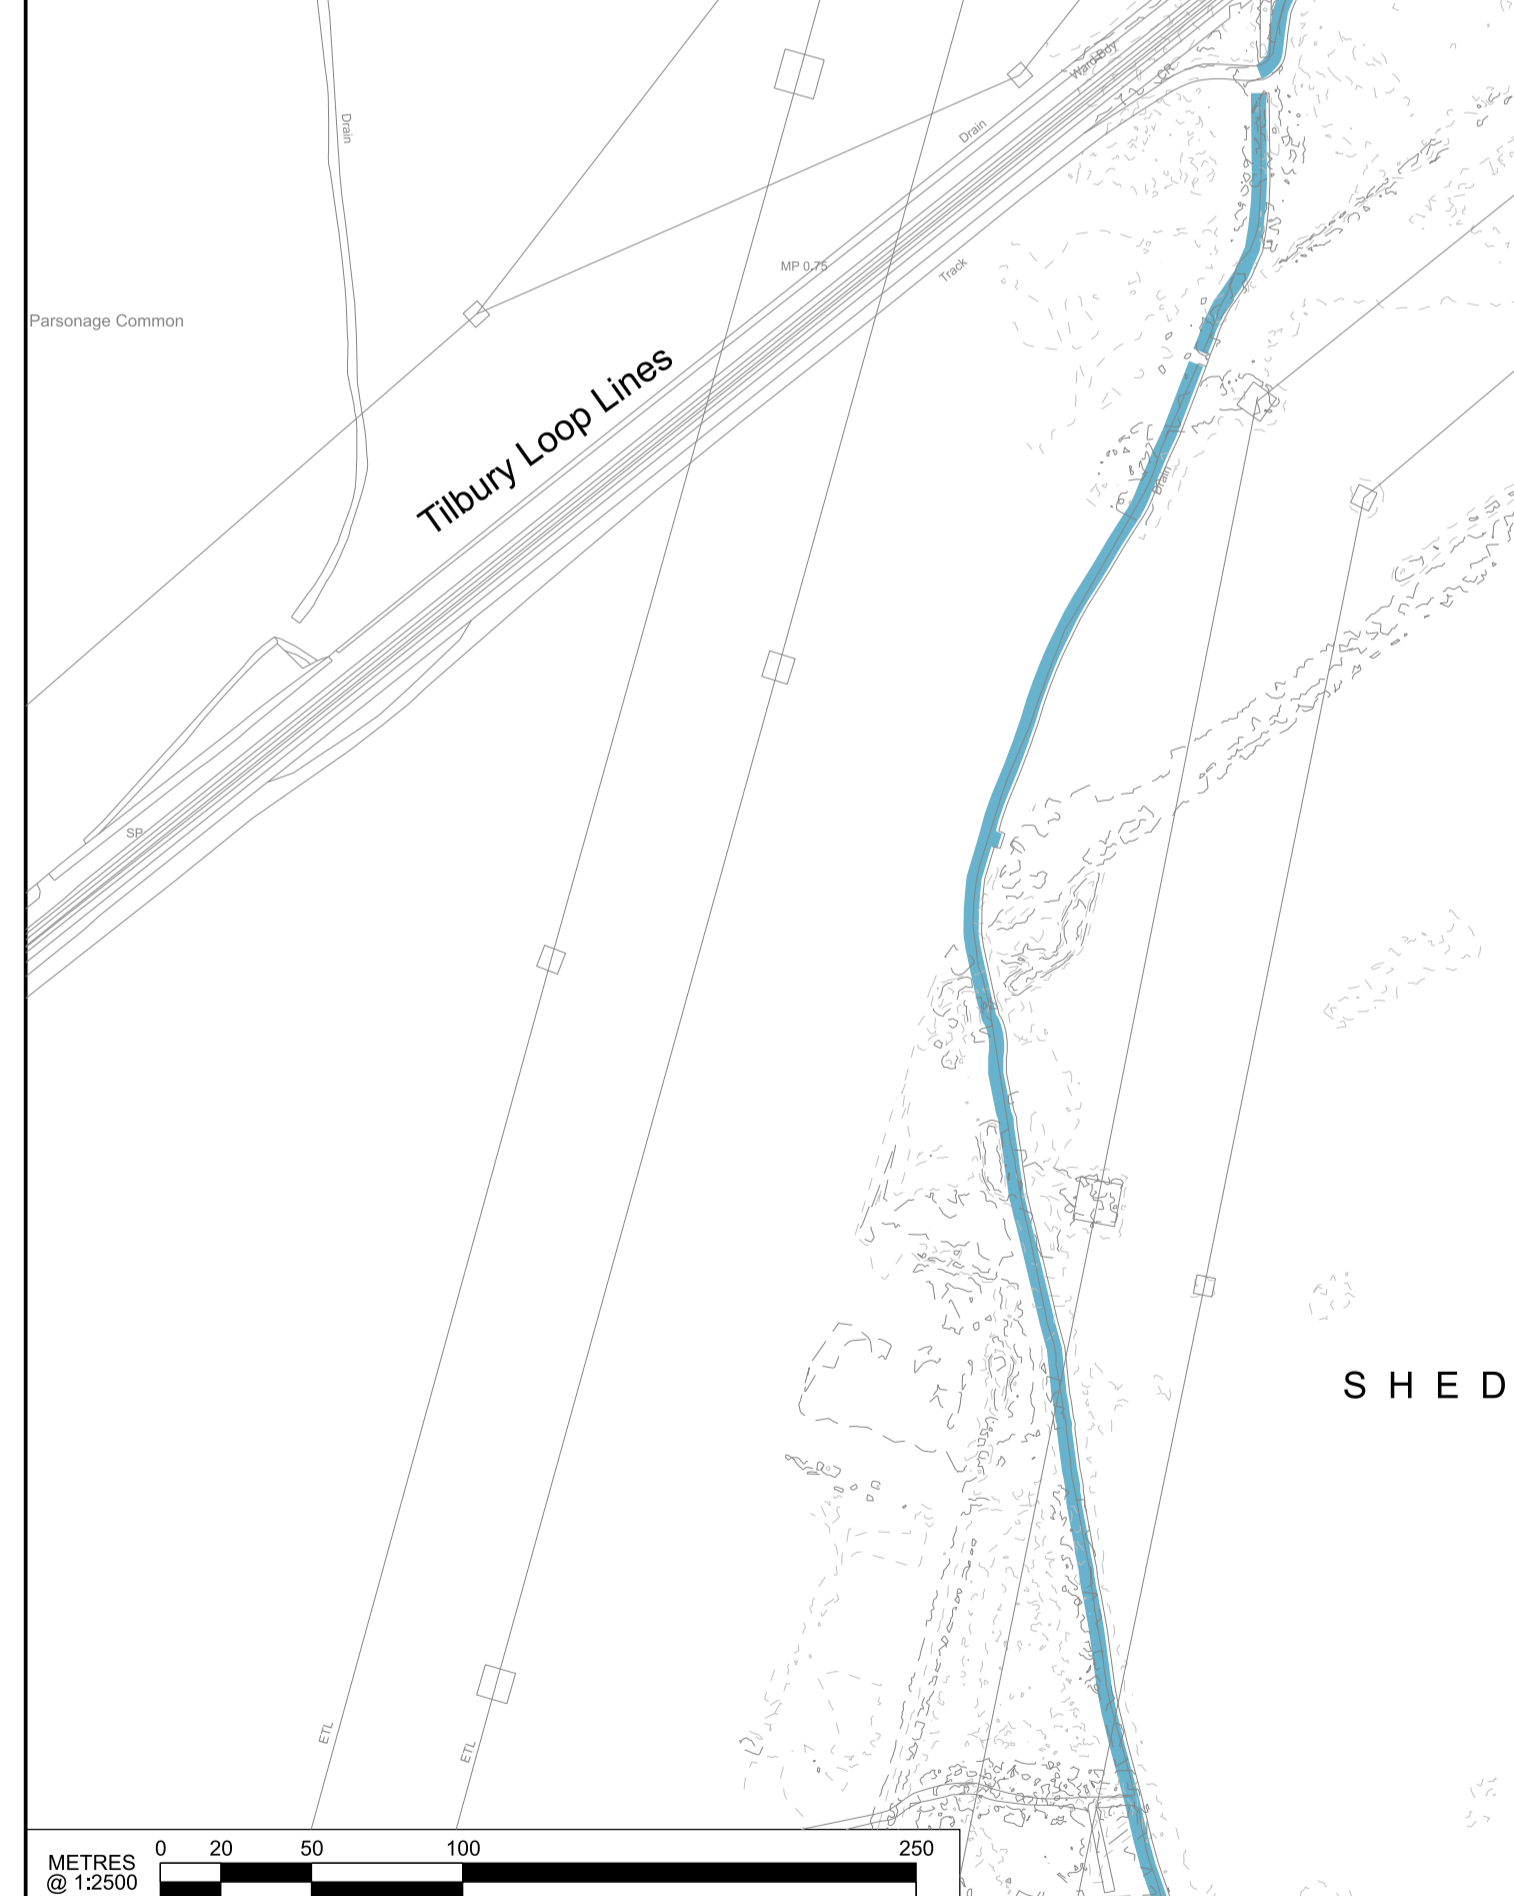 Ward Bdy
CR
Drain
Drain
MP 0.75
Track
Parsonage Common
Tilbury Loop Lines
Drain
SP
S H E D
ETL
ETL
0 20 50 100 250
METRES
@ 1:2500